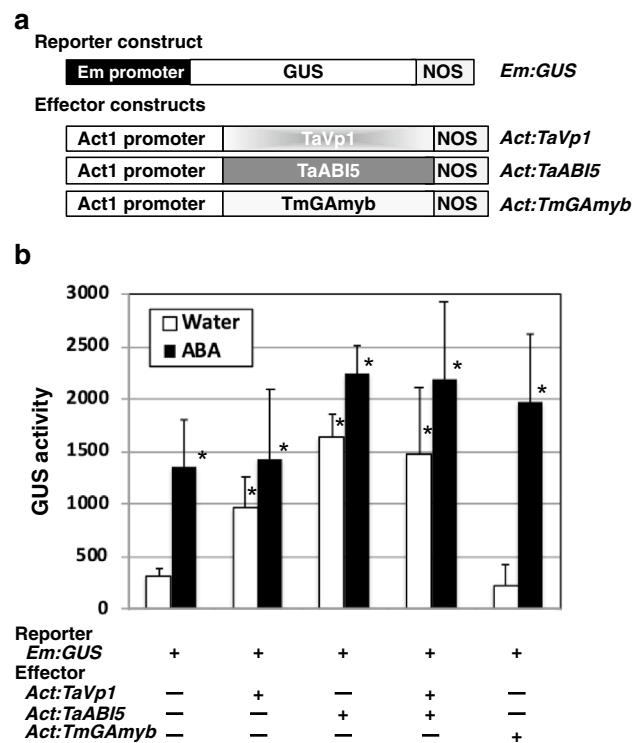 a
Reporter construct
Em promoter GUS NOS Em:GUS
Effector constructs
Act1 promoter TaVp1 NOS Act:TaVp1
Act1 promoter TaABI5 NOS Act:TaABI5
Act1 promoter TmGAmyb NOS Act:TmGAmyb
b
3000
2500
2000
1500
1000
500
0
GUS activity
Water
ABA
* * * * * * * *
Reporter
Em:GUS + + + + +
Effector
Act:TaVp1 — + — + —
Act:TaABI5 — — + + —
Act:TmGAmyb — — — — +